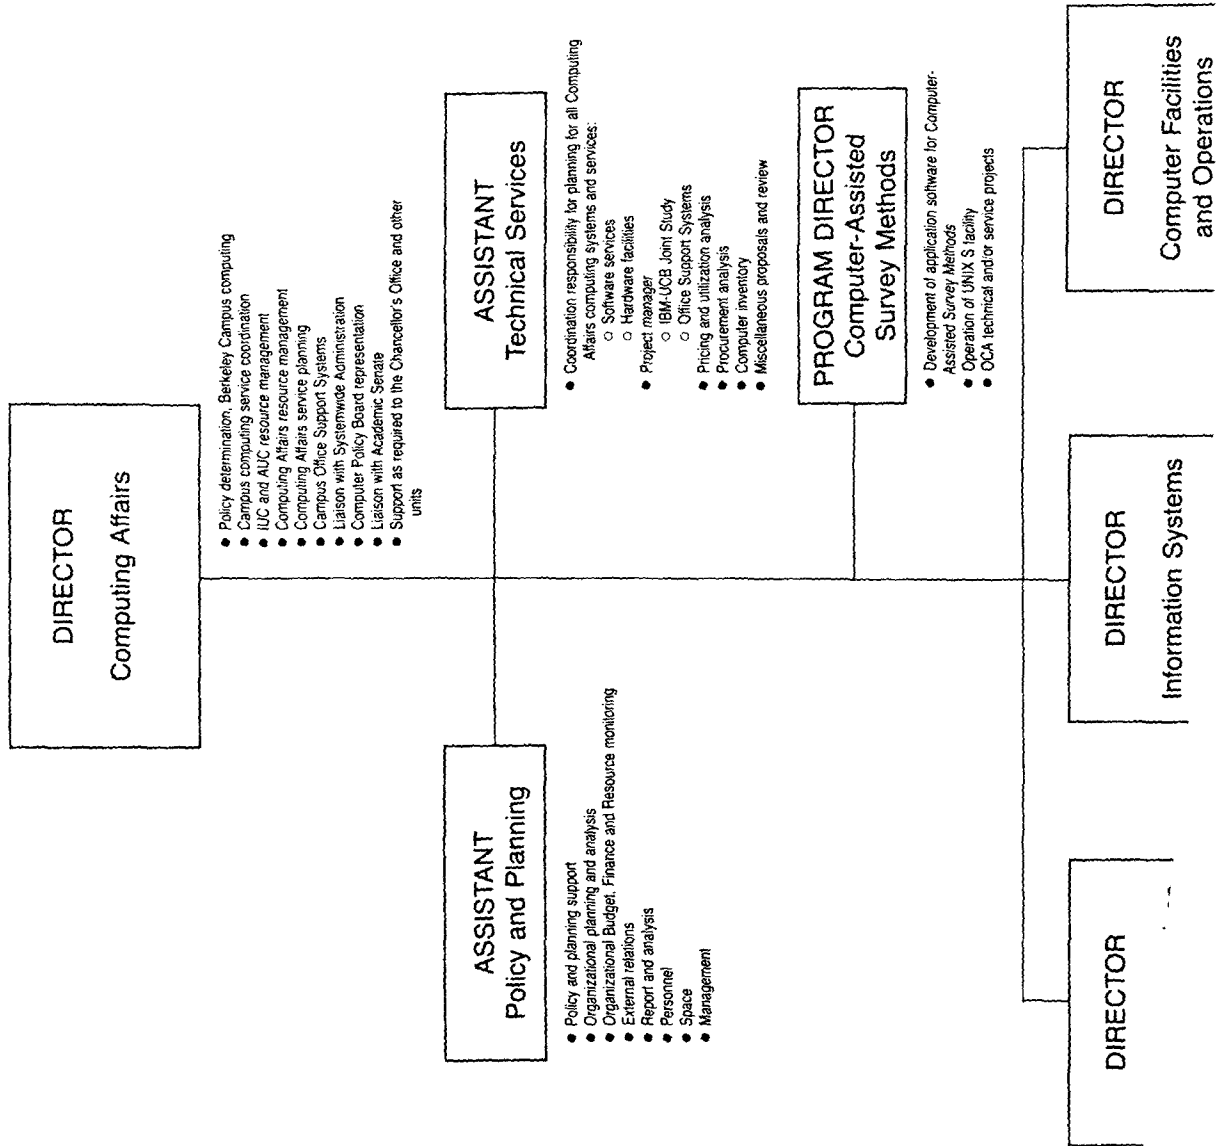 DIRECTOR
Computing Affairs
● Policy determination, Berkeley Campus computing
● Campus computing service coordination
● IUC and AUC resource management
● Computing Affairs resource management
● Computing Affairs service planning
● Campus Office Support Systems
● Liaison with Systemwide Administration
● Computer Policy Board representation
● Liaison with Academic Senate
● Support as required to the Chancellor's Office and other
units
ASSISTANT
Policy and Planning
● Policy and planning support
● Organizational planning and analysis
● Organizational Budget, Finance and Resource monitoring
● External relations
● Report and analysis
● Personnel
● Space
● Management
ASSISTANT
Technical Services
● Coordination responsibility for planning for all Computing
Affairs computing systems and services:
○ Software services
○ Hardware facilities
● Project manager
○ IBM-UCB Joint Study
○ Office Support Systems
● Pricing and utilization analysis
● Procurement analysis
● Computer inventory
● Miscellaneous proposals and review
PROGRAM DIRECTOR
Computer-Assisted
Survey Methods
● Development of application software for Computer-
Assisted Survey Methods
● Operation of UNIX S facility
● OCA technical and/or service projects
DIRECTOR
DIRECTOR
Information Systems
DIRECTOR
Computer Facilities
and Operations